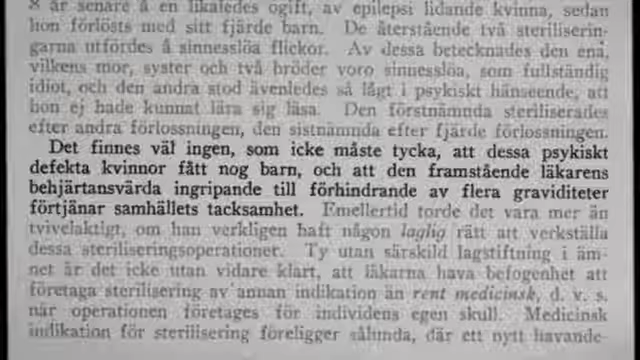 8 år senare å en likaledes ogift, av epilepsi lidande kvinna, sedan
hon förlösts med sitt fjärde barn. De återstående två steriliserin-
garna utfördes å sinnesslöa flickor. Av dessa betecknades den ena,
vilkens mor, syster och två bröder voro sinnesslöa, som fullständig
idiot, och den andra stod ävenledes så lågt i psykiskt hänseende, att
hon ej hade kunnat lära sig läsa. Den förstnämnda steriliserades
efter andra förlossningen, den sistnämnda efter fjärde förlossningen.
Det finnes väl ingen, som icke måste tycka, att dessa psykiskt
defekta kvinnor fått nog barn, och att den framstående läkarens
behjärtansvärda ingripande till förhindrande av flera graviditeter
förtjänar samhällets tacksamhet. Emellertid torde det vara mer än
tvivelaktigt, om han verkligen haft någon laglig rätt att verkställa
dessa steriliseringsoperationer. Ty utan särskild lagstiftning i äm-
net är det icke utan vidare klart, att läkarna hava befogenhet att
företaga sterilisering av annan indikation än rent medicinsk, d. v. s.
när operationen företages för individens egen skull. Medicinsk
indikation för sterilisering föreligger sålunda, där ett nytt havande-